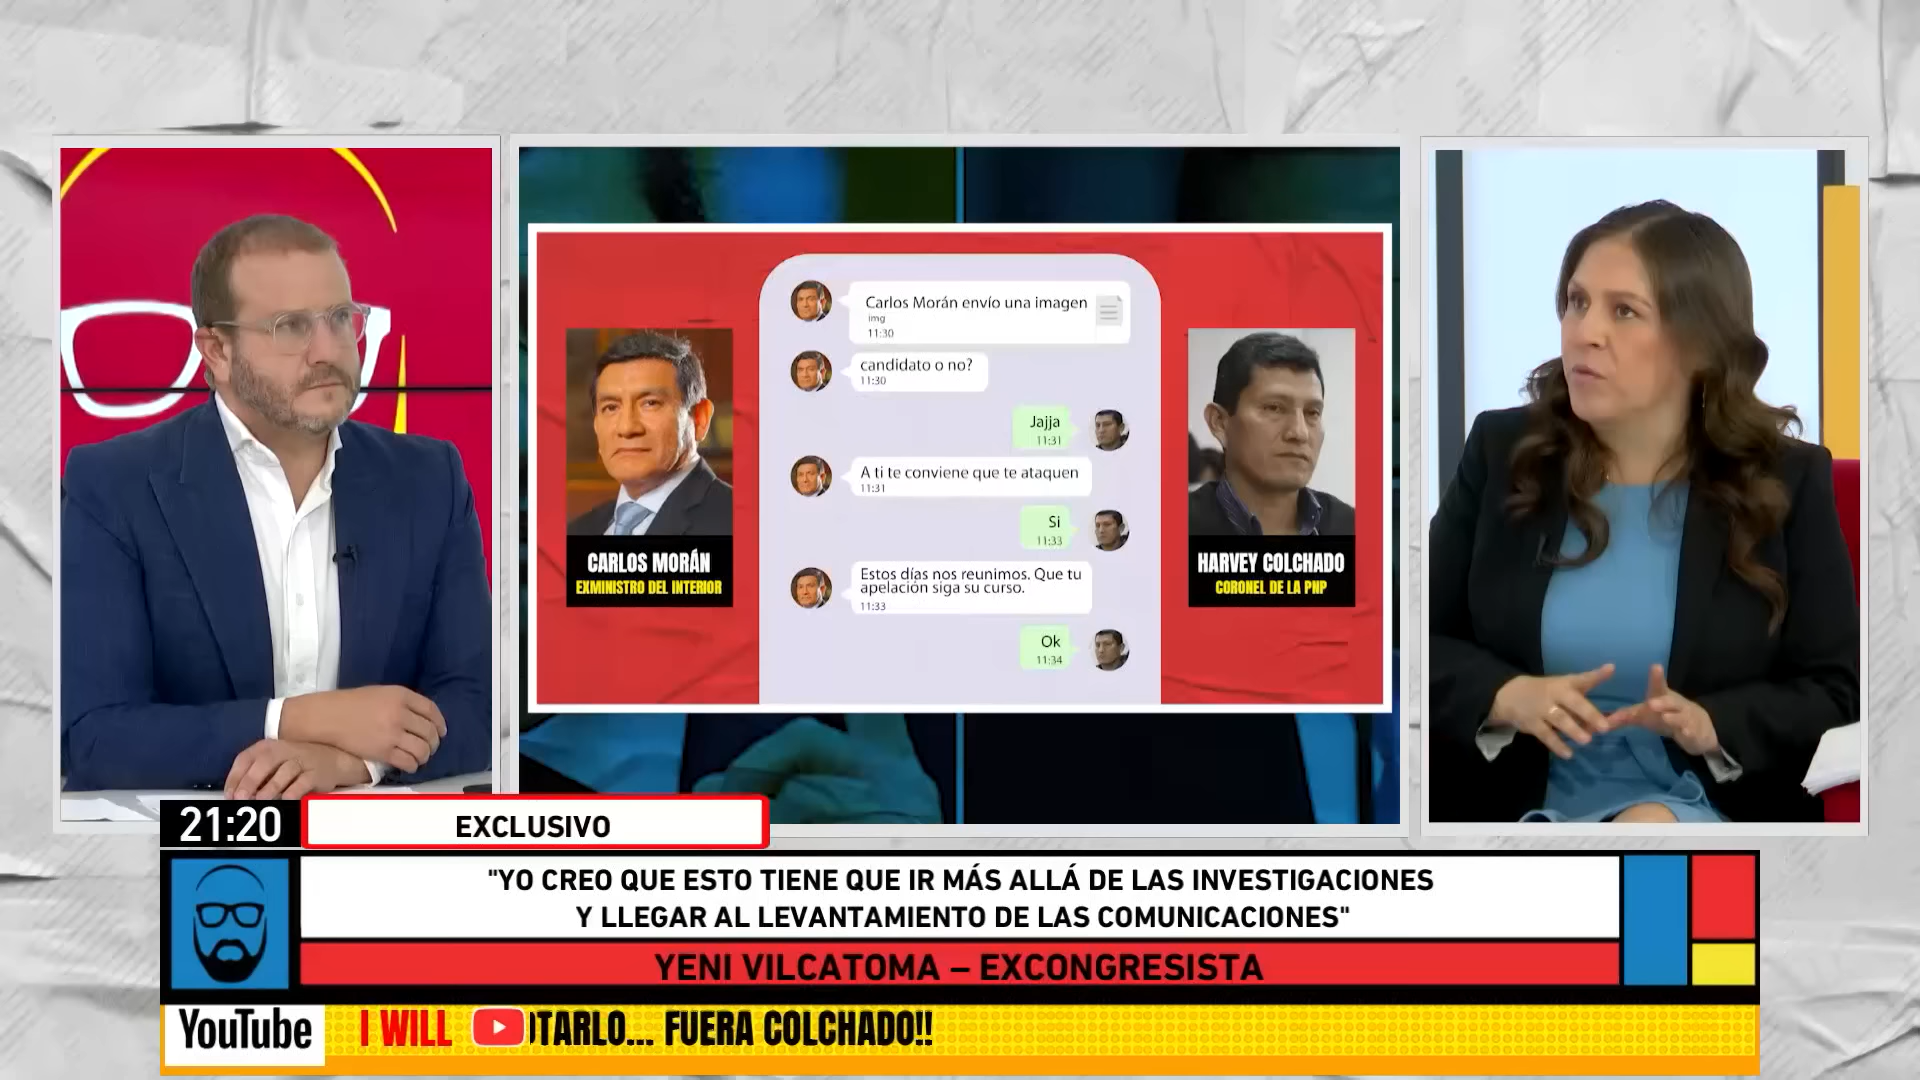 Carlos Morán envío una imagen
img
11:30
candidato o no?
11:30
Jajja
11:31
A ti te conviene que te ataquen
11:31
Si
11:33
Estos días nos reunimos. Que tu
apelación siga su curso.
11:33
Ok
11:34
CARLOS MORÁN
EXMINISTRO DEL INTERIOR
HARVEY COLCHADO
CORONEL DE LA PNP
21:20
EXCLUSIVO
"YO CREO QUE ESTO TIENE QUE IR MÁS ALLÁ DE LAS INVESTIGACIONES
Y LLEGAR AL LEVANTAMIENTO DE LAS COMUNICACIONES"
YENI VILCATOMA – EXCONGRESISTA
YouTube
I WILL OTARLO... FUERA COLCHADO!!